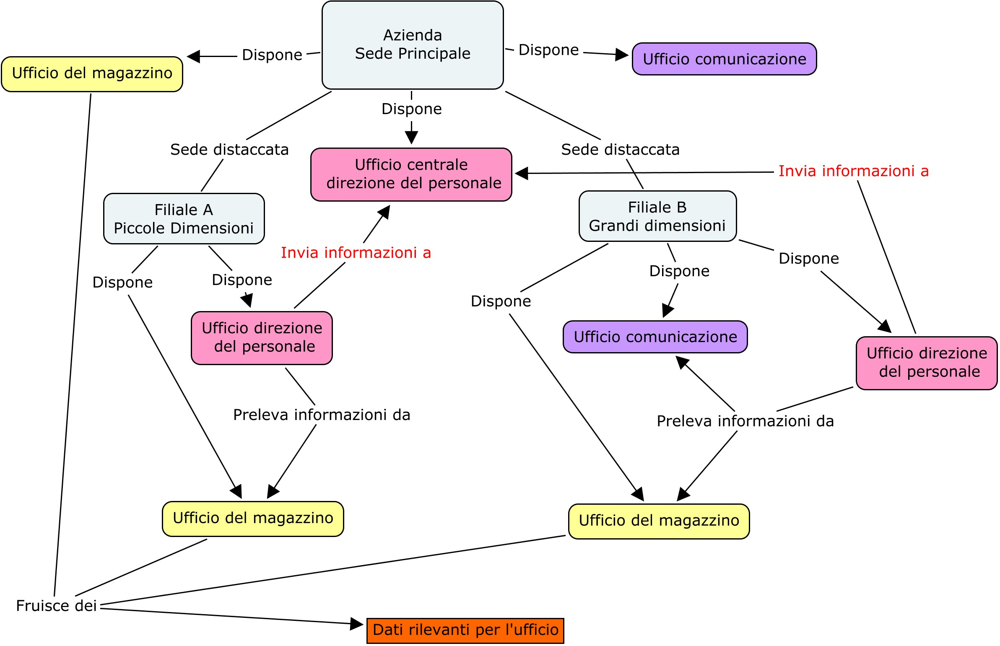 Azienda
Sede Principale
Dispone
Dispone
Ufficio comunicazione
Ufficio del magazzino
Dispone
Sede distaccata
Sede distaccata
Ufficio centrale
direzione del personale
Invia informazioni a
Filiale A
Piccole Dimensioni
Filiale B
Grandi dimensioni
Invia informazioni a
Dispone
Dispone
Dispone
Dispone
Dispone
Ufficio direzione
del personale
Ufficio comunicazione
Ufficio direzione
del personale
Preleva informazioni da
Preleva informazioni da
Ufficio del magazzino
Ufficio del magazzino
Fruisce dei
Dati rilevanti per l'ufficio